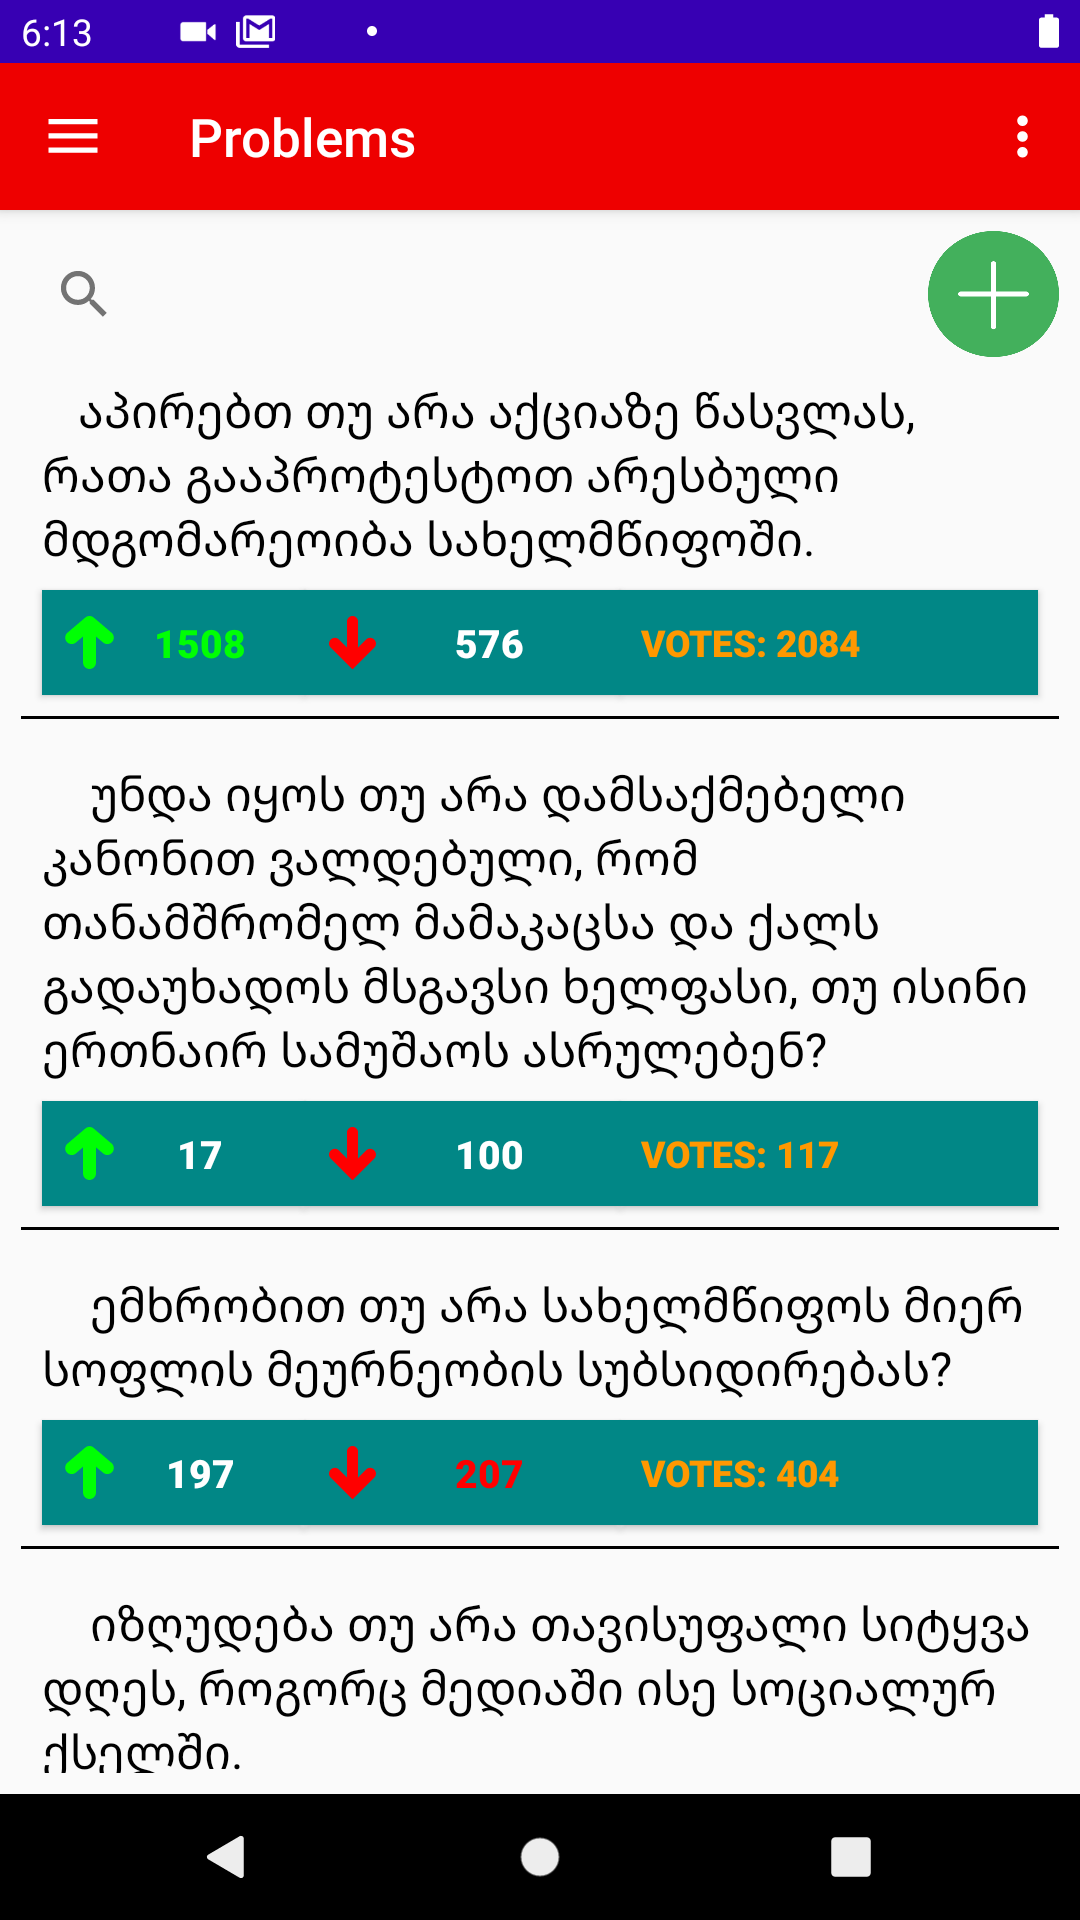 6:13
Problems
აპირებთ თუ არა აქციაზე წასვლას,
რათა გააპროტესტოთ არესბული
მდგომარეოიბა სახელმწიფოში.
1508 576 VOTES: 2084
უნდა იყოს თუ არა დამსაქმებელი
კანონით ვალდებული, რომ
თანამშრომელ მამაკაცსა და ქალს
გადაუხადოს მსგავსი ხელფასი, თუ ისინი
ერთნაირ სამუშაოს ასრულებენ?
17 100 VOTES: 117
ემხრობით თუ არა სახელმწიფოს მიერ
სოფლის მეურნეობის სუბსიდირებას?
197 207 VOTES: 404
იზღუდება თუ არა თავისუფალი სიტყვა
დღეს, როგორც მედიაში ისე სოციალურ
ქსელში.